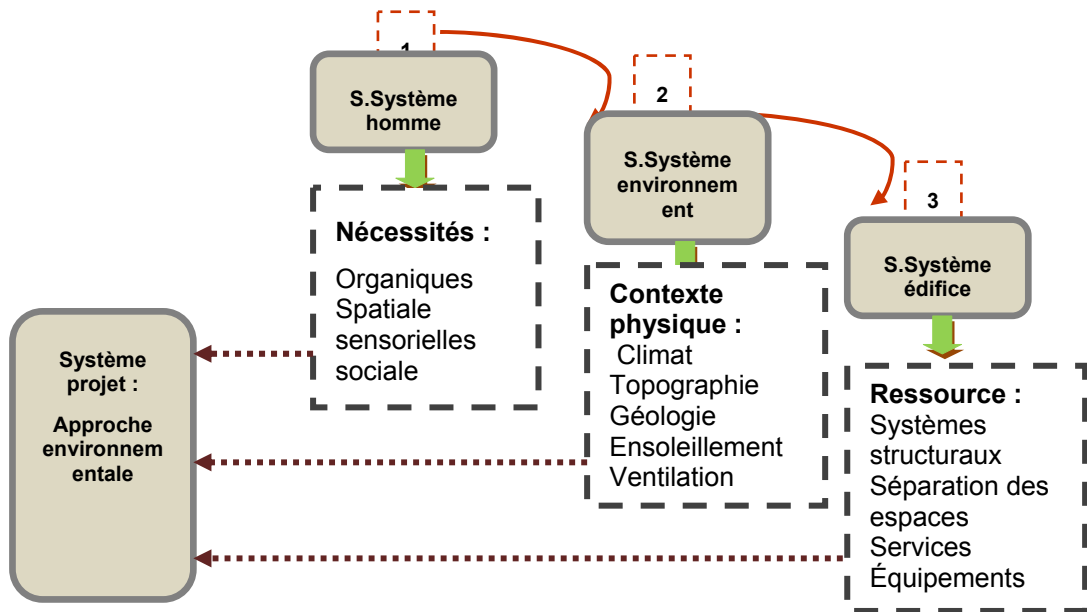 1
S.Système
homme
Nécessités :
Organiques
Spatiale
sensorielles
sociale
2
S.Système
environnem
ent
Contexte
physique :
Climat
Topographie
Géologie
Ensoleillement
Ventilation
3
S.Système
édifice
Ressource :
Systèmes
structuraux
Séparation des
espaces
Services
Équipements
Système
projet :
Approche
environnem
entale